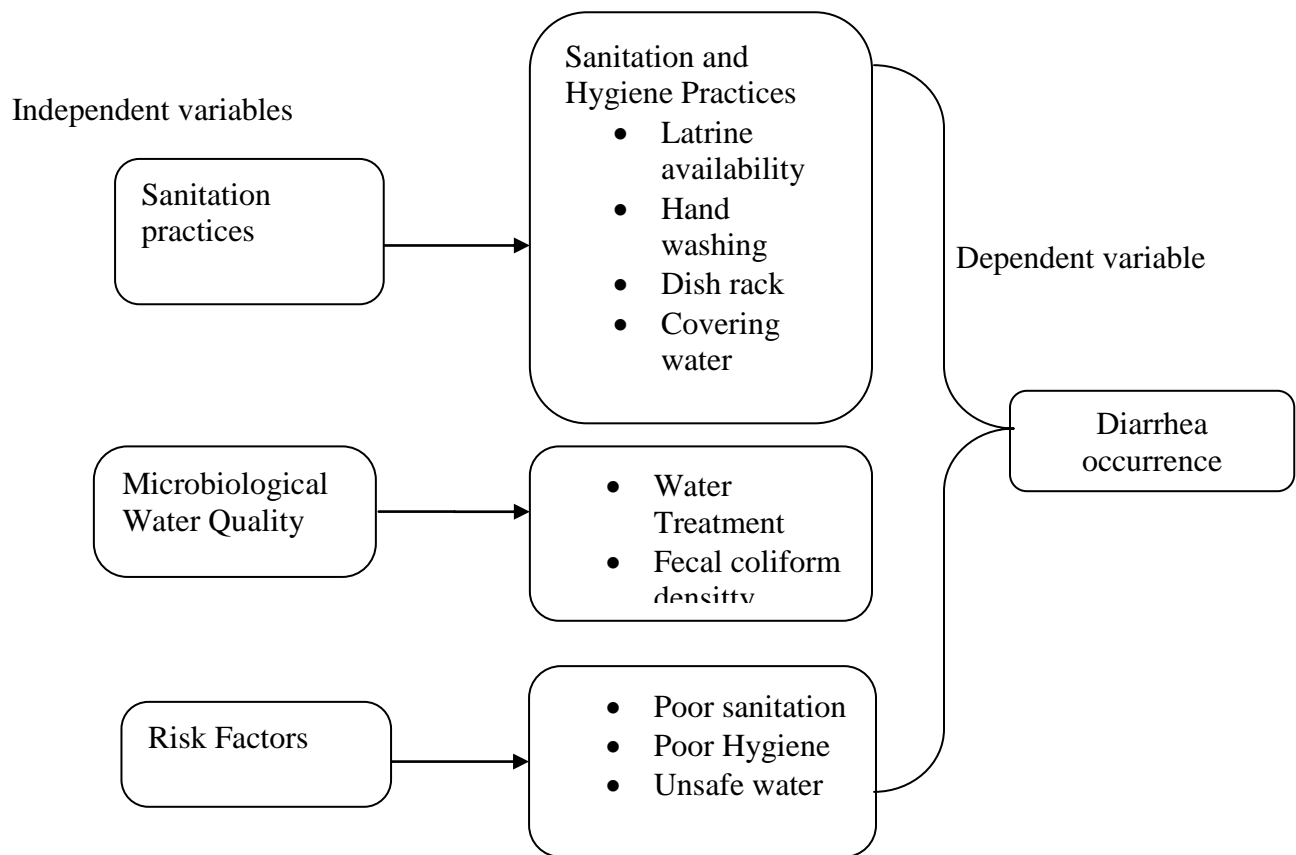 Independent variables
Sanitation
practices
Sanitation and
Hygiene Practices
• Latrine
availability
• Hand
washing
• Dish rack
• Covering
water
Dependent variable
Microbiological
Water Quality
• Water
Treatment
• Fecal coliform
densitty
Diarrhea
occurrence
Risk Factors
• Poor sanitation
• Poor Hygiene
• Unsafe water